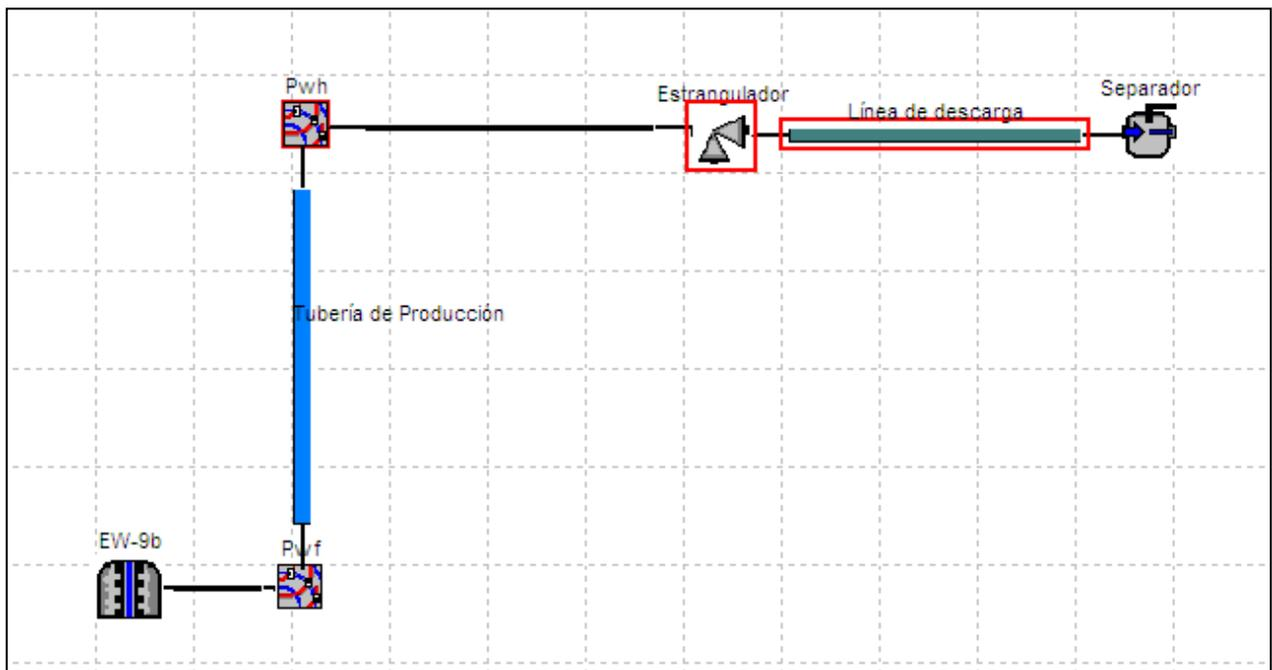 Pwh
Estrangulador
Línea de descarga
Separador
Tubería de Producción
EW-9b
Pwf